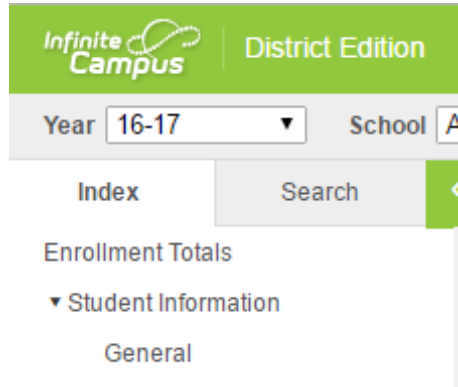 Infinite
Campus
District Edition
Year 16-17 School A
Index Search
Enrollment Totals
Student Information
General